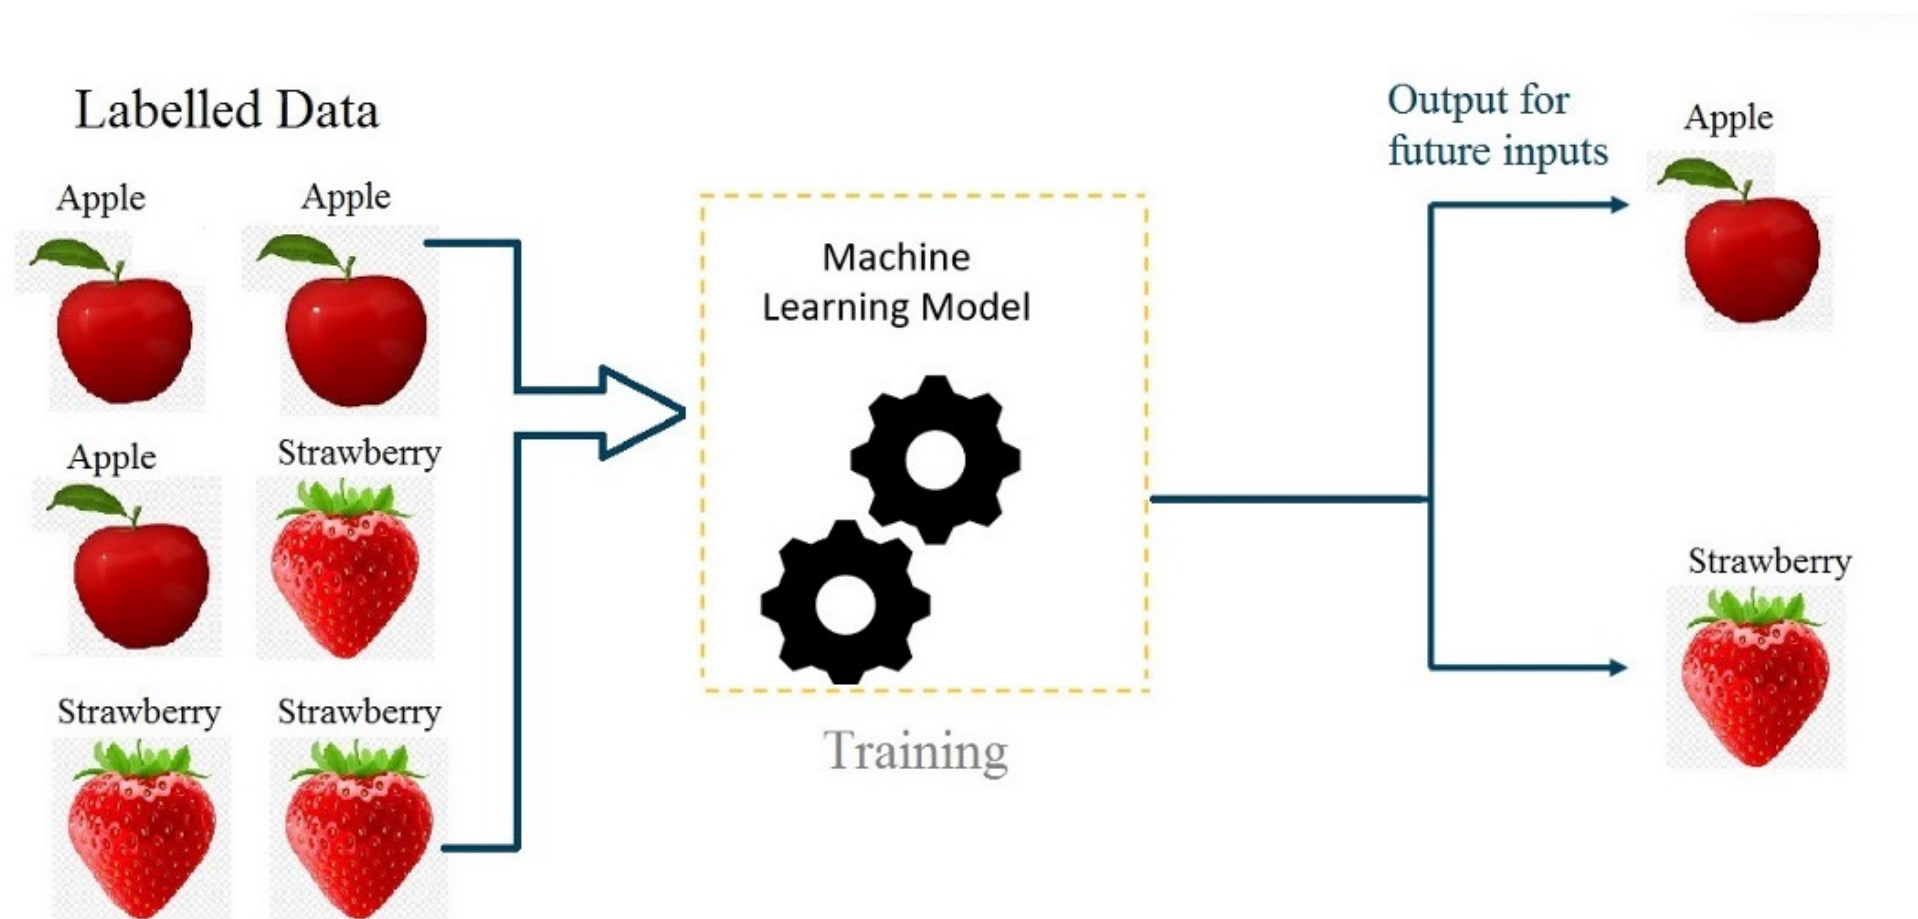 Labelled Data
Apple
Apple
Apple
Strawberry
Strawberry
Strawberry
Machine
Learning Model
Training
Output for
future inputs
Apple
Strawberry